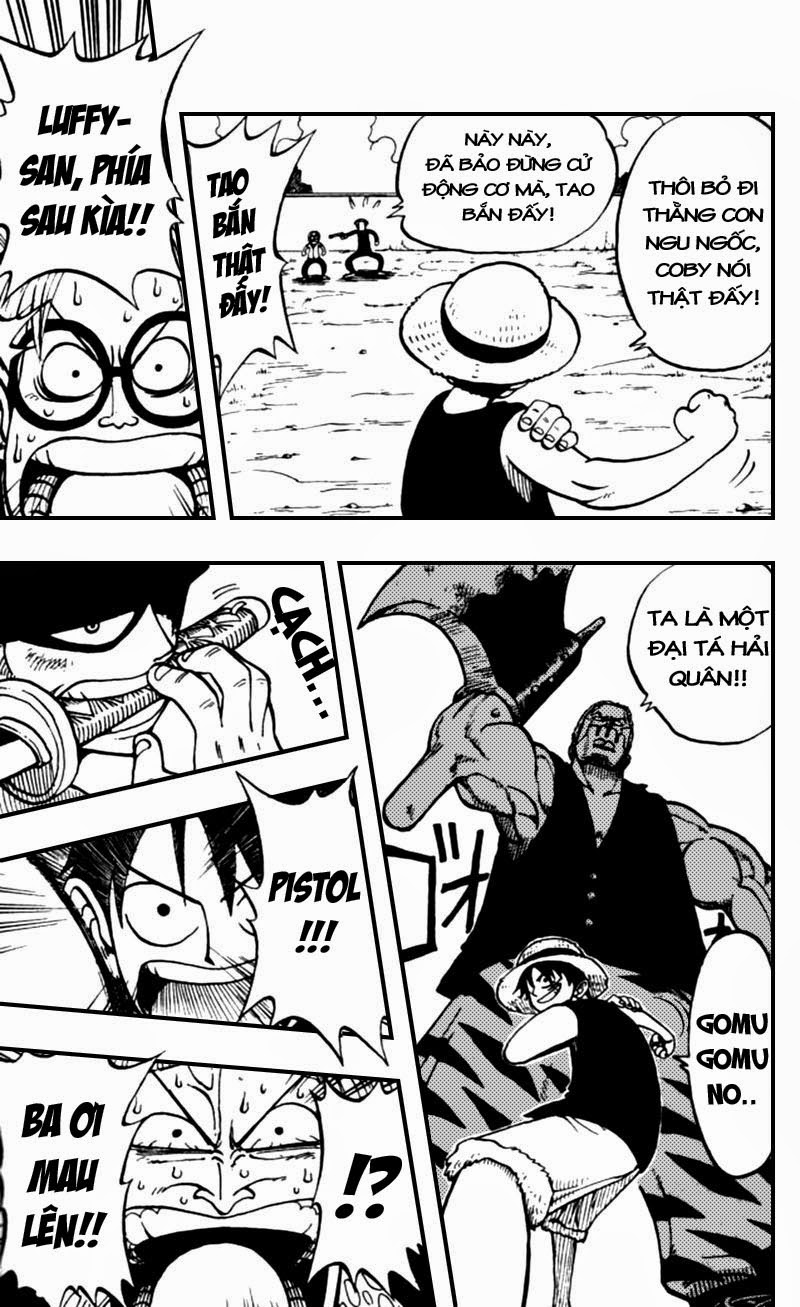 THÔI BỎ ĐI
THẰNG CON
NGU NGỐC,
COBY NÓI
THẬT ĐẤY!
NÀY NÀY,
ĐÃ BẢO ĐỪNG CỬ
ĐỘNG CƠ MÀ, TAO
BẮN ĐẤY!
TAO
BẮN
THẬT
ĐẤY!
LUFFY-
SAN, PHÍA
SAU KÌA!!
TA LÀ MỘT
ĐẠI TÁ HẢI
QUÂN!!
GOMU
GOMU
NO..
CẠCH...
PISTOL
!!!
!?
BA ƠI
MAU
LÊN!!